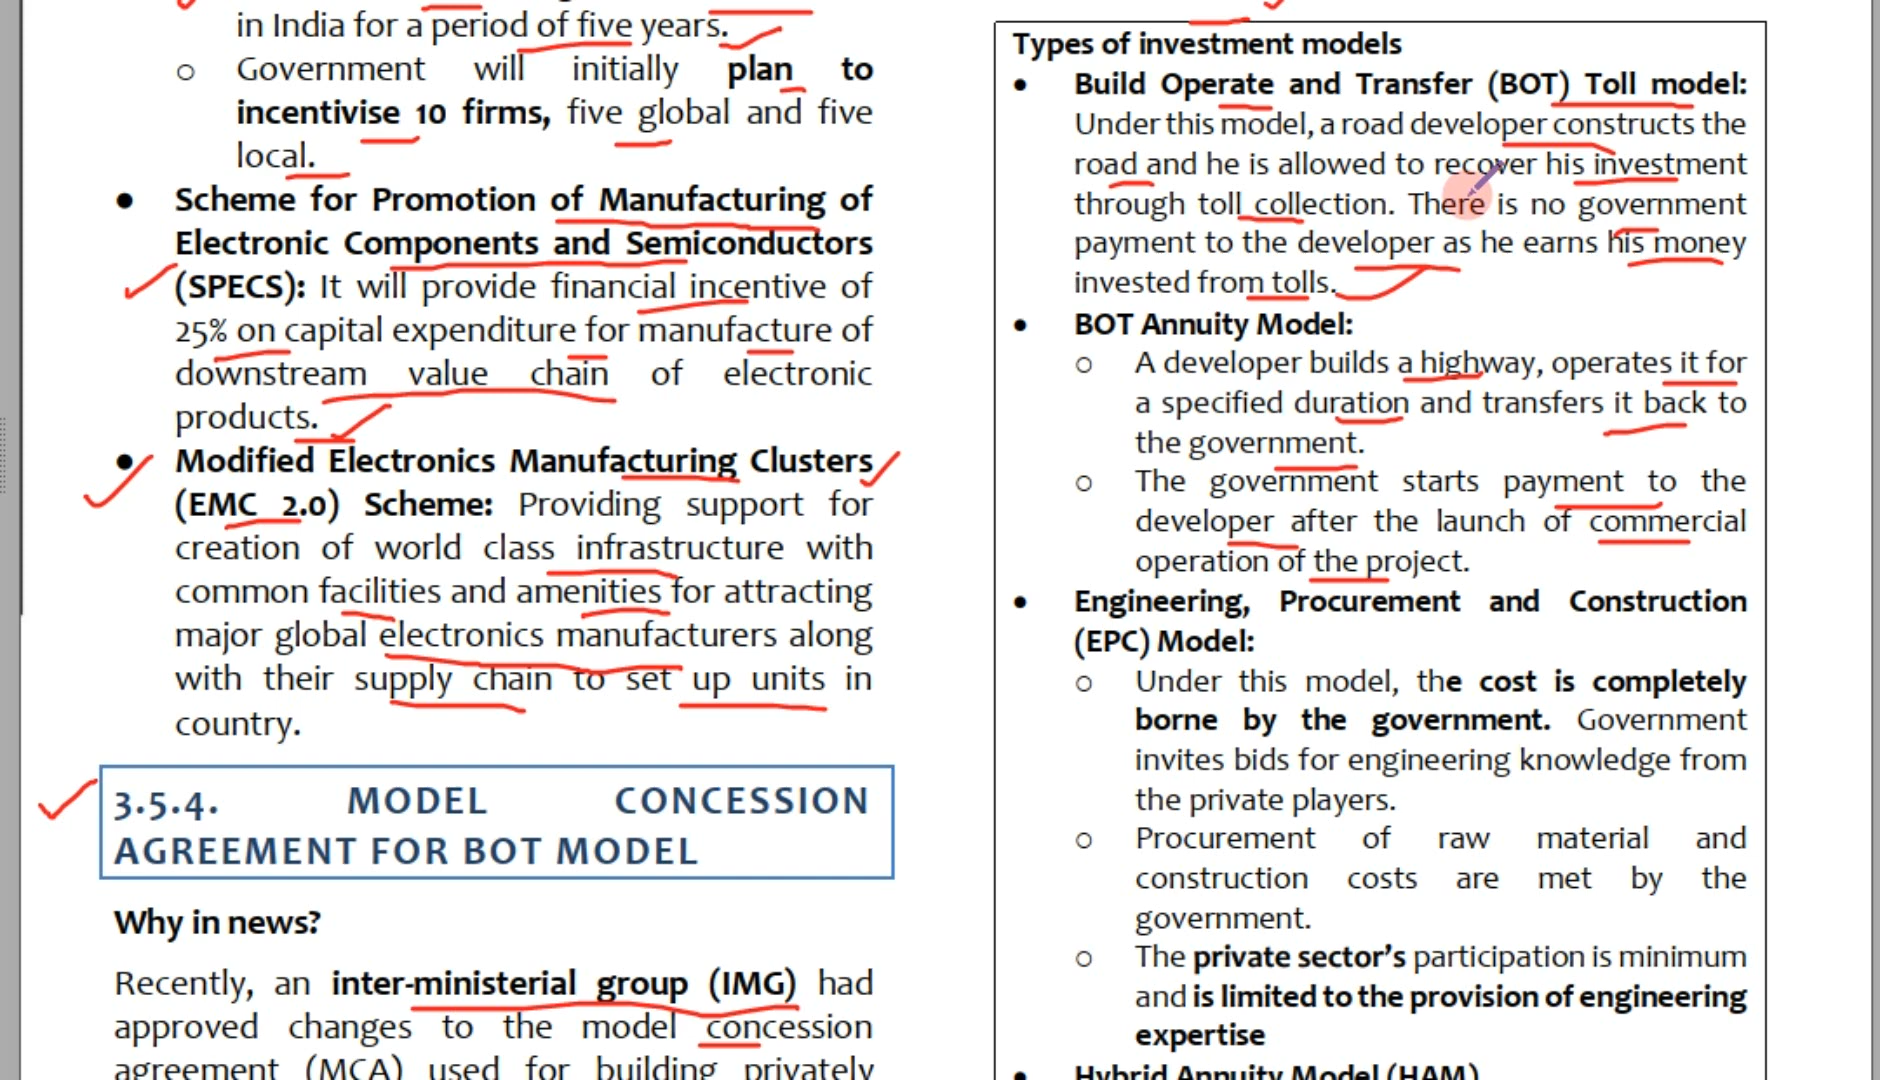 in India for a period of five years.
o Government will initially plan to
incentivise 10 firms, five global and five
local.
● Scheme for Promotion of Manufacturing of
Electronic Components and Semiconductors
(SPECS): It will provide financial incentive of
25% on capital expenditure for manufacture of
downstream value chain of electronic
products.
● Modified Electronics Manufacturing Clusters
(EMC 2.0) Scheme: Providing support for
creation of world class infrastructure with
common facilities and amenities for attracting
major global electronics manufacturers along
with their supply chain to set up units in
country.
3.5.4. MODEL CONCESSION
AGREEMENT FOR BOT MODEL
Why in news?
Recently, an inter-ministerial group (IMG) had
approved changes to the model concession
agreement (MCA) used for building privately
Types of investment models
● Build Operate and Transfer (BOT) Toll model:
Under this model, a road developer constructs the
road and he is allowed to recover his investment
through toll collection. There is no government
payment to the developer as he earns his money
invested from tolls.
● BOT Annuity Model:
o A developer builds a highway, operates it for
a specified duration and transfers it back to
the government.
o The government starts payment to the
developer after the launch of commercial
operation of the project.
● Engineering, Procurement and Construction
(EPC) Model:
o Under this model, the cost is completely
borne by the government. Government
invites bids for engineering knowledge from
the private players.
o Procurement of raw material and
construction costs are met by the
government.
o The private sector's participation is minimum
and is limited to the provision of engineering
expertise
● Hybrid Annuity Model (HAM)